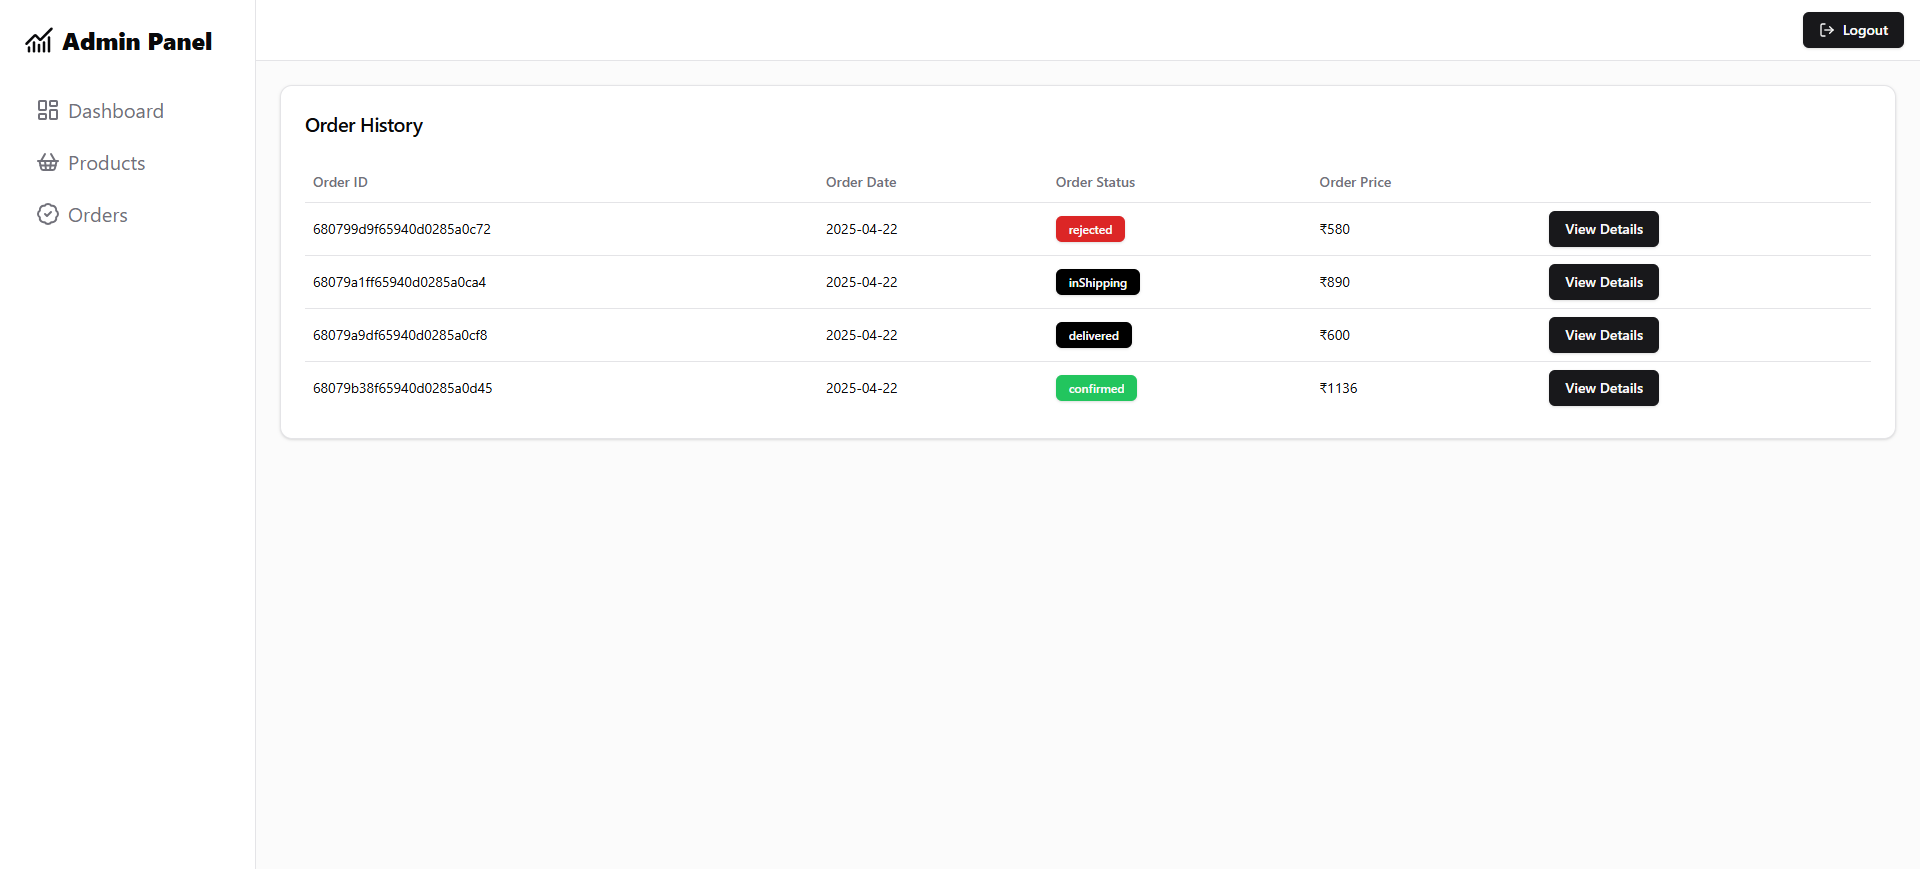 Admin Panel
Logout
Dashboard
Products
Orders
Order History
Order ID Order Date Order Status Order Price
680799d9f65940d0285a0c72 2025-04-22 rejected ₹580 View Details
68079a1ff65940d0285a0ca4 2025-04-22 inShipping ₹890 View Details
68079a9df65940d0285a0cf8 2025-04-22 delivered ₹600 View Details
68079b38f65940d0285a0d45 2025-04-22 confirmed ₹1136 View Details